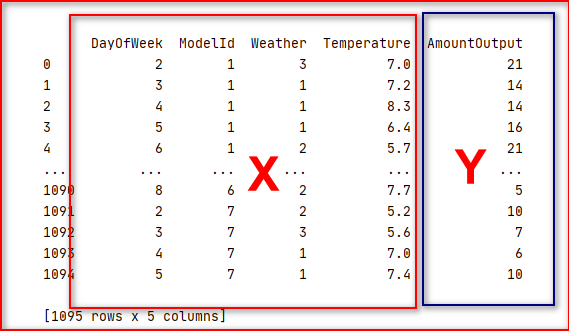 DayOfWeek ModelId Weather Temperature AmountOutput
0 2 1 3 7.0 21
1 3 1 1 7.2 14
2 4 1 1 8.3 14
3 5 1 1 6.4 16
4 6 1 2 5.7 21
... ... ... ... ... ...
X Y
1090 8 6 2 7.7 5
1091 2 7 2 5.2 10
1092 3 7 3 5.6 7
1093 4 7 1 7.0 6
1094 5 7 1 7.4 10
[1095 rows x 5 columns]